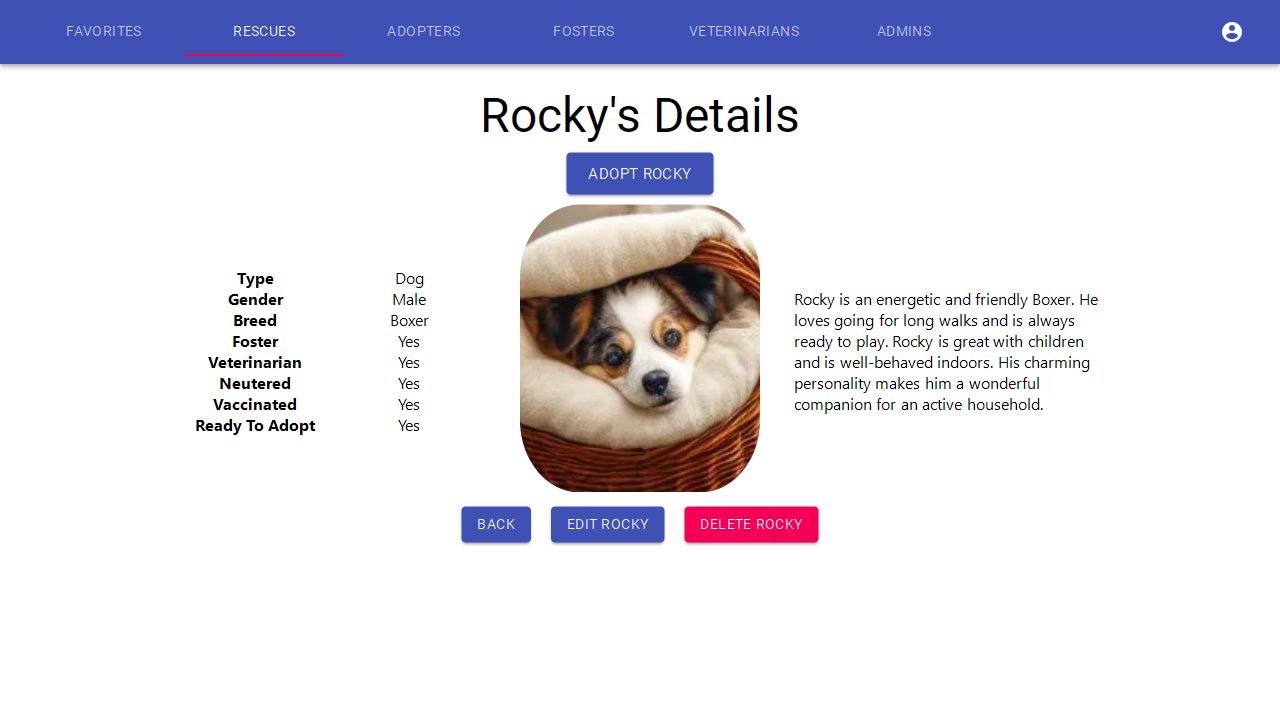 FAVORITES RESCUES ADOPTERS FOSTERS VETERINARIANS ADMINS
Rocky's Details
ADOPT ROCKY
Type Dog
Gender Male
Breed Boxer
Foster Yes
Veterinarian Yes
Neutered Yes
Vaccinated Yes
Ready To Adopt Yes
Rocky is an energetic and friendly Boxer. He
loves going for long walks and is always
ready to play. Rocky is great with children
and is well-behaved indoors. His charming
personality makes him a wonderful
companion for an active household.
BACK EDIT ROCKY DELETE ROCKY